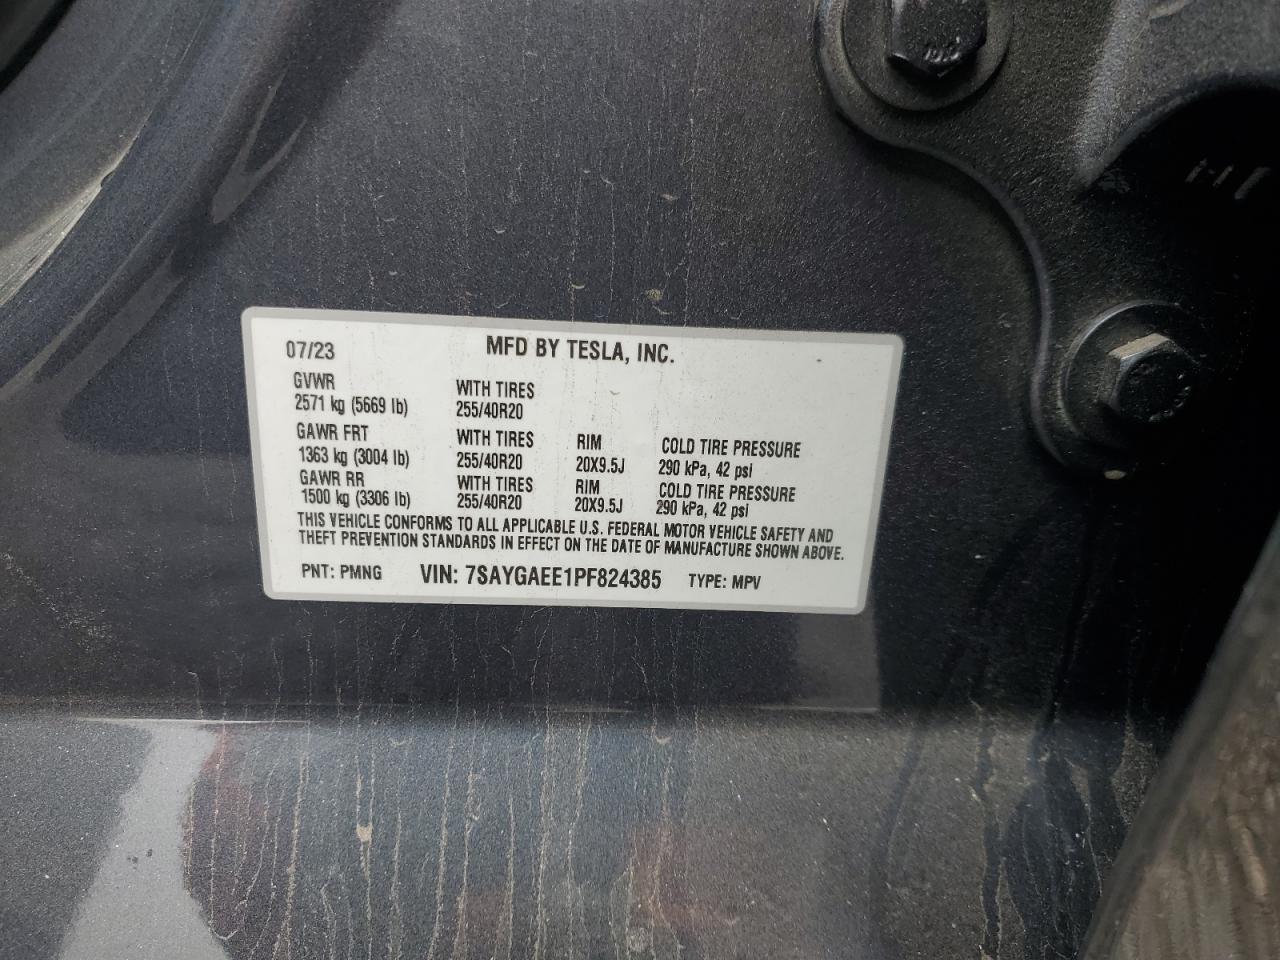 07/23 MFD BY TESLA, INC.
GVWR WITH TIRES
2571 kg (5669 lb) 255/40R20
GAWR FRT WITH TIRES RIM COLD TIRE PRESSURE
1363 kg (3004 lb) 255/40R20 20X9.5J 290 kPa, 42 psi
GAWR RR WITH TIRES RIM COLD TIRE PRESSURE
1500 kg (3306 lb) 255/40R20 20X9.5J 290 kPa, 42 psi
THIS VEHICLE CONFORMS TO ALL APPLICABLE U.S. FEDERAL MOTOR VEHICLE SAFETY AND
THEFT PREVENTION STANDARDS IN EFFECT ON THE DATE OF MANUFACTURE SHOWN ABOVE.
PNT: PMNG VIN: 7SAYGAEE1PF824385 TYPE: MPV